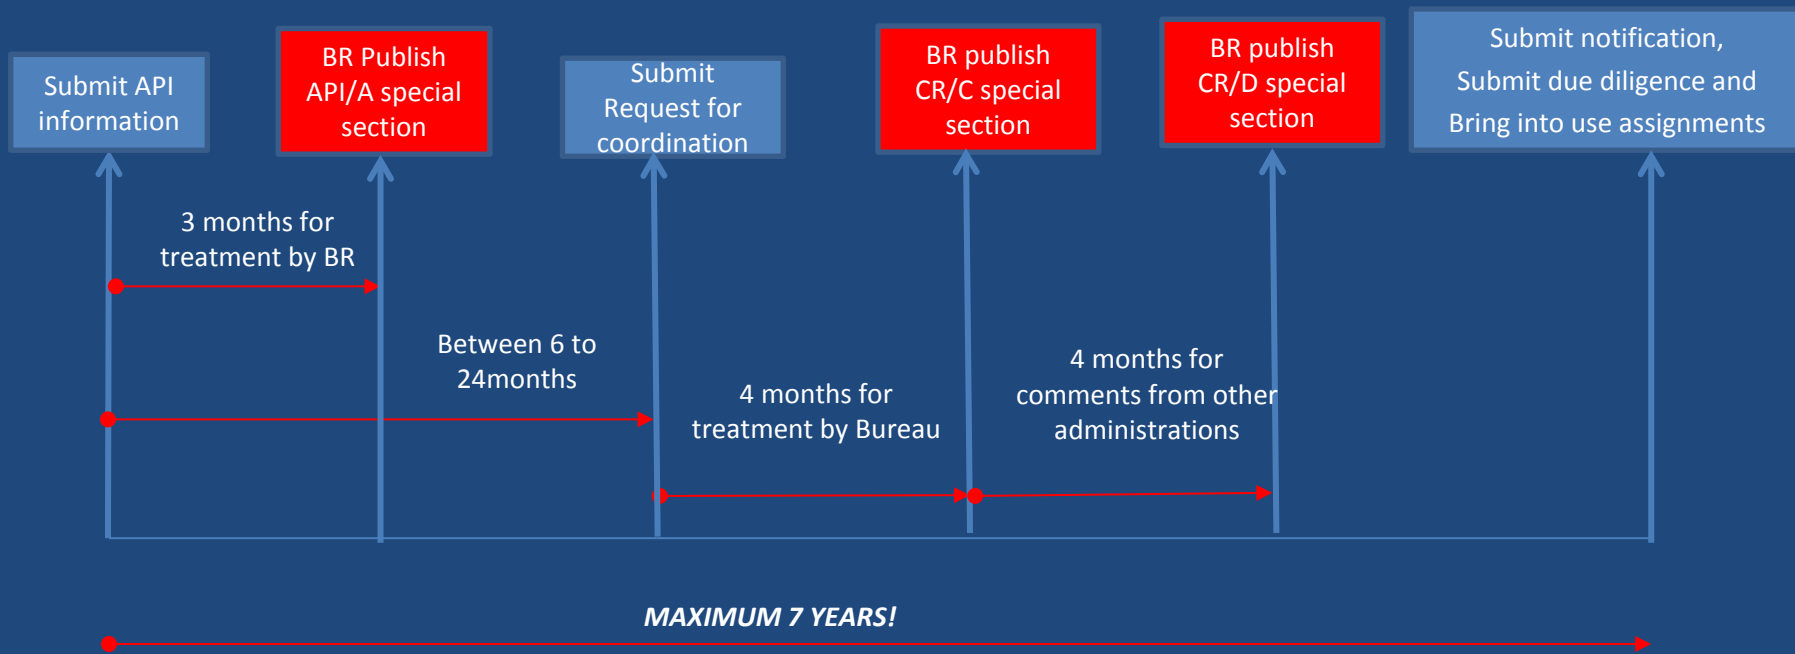 Submit API
information
BR Publish
API/A special
section
Submit
Request for
coordination
BR publish
CR/C special
section
BR publish
CR/D special
section
Submit notification,
Submit due diligence and
Bring into use assignments
3 months for
treatment by BR
Between 6 to
24months
4 months for
treatment by Bureau
4 months for
comments from other
administrations
MAXIMUM 7 YEARS!